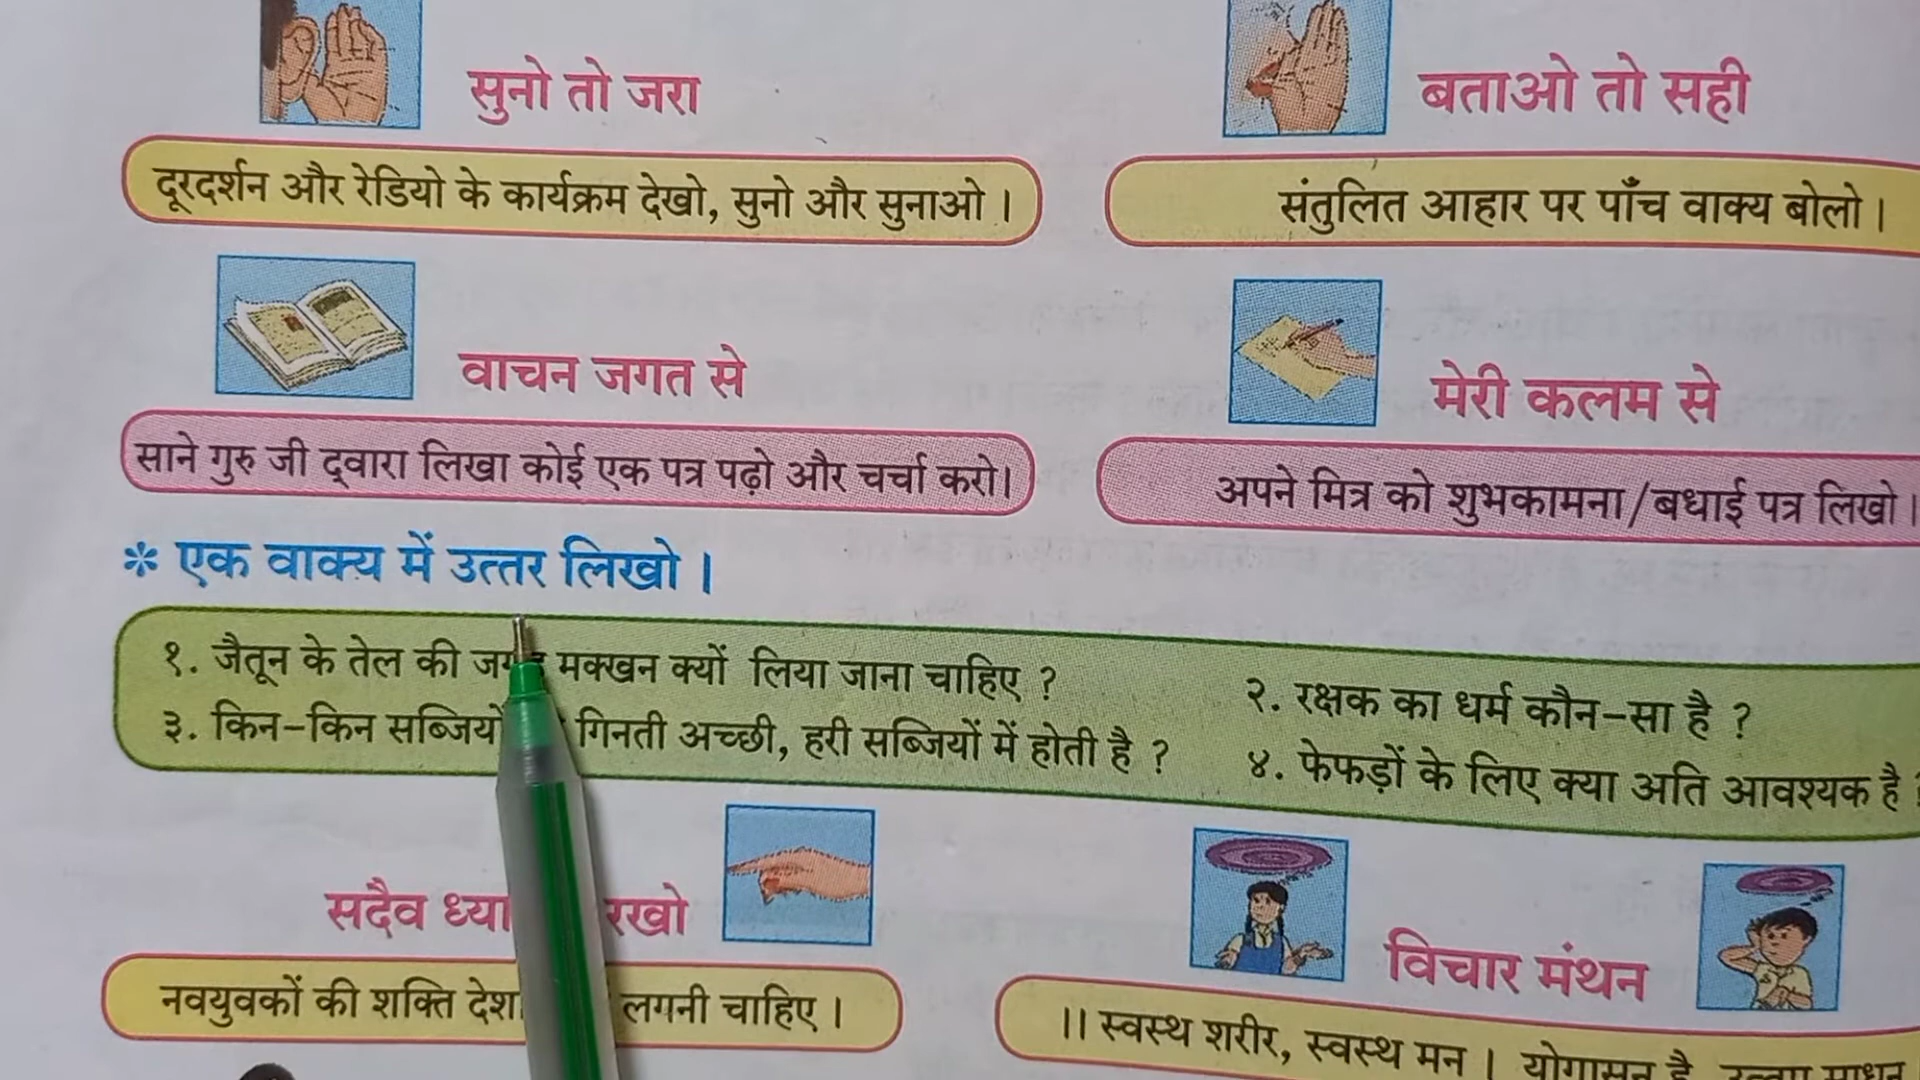 सुनो तो जरा
बताओ तो सही
दूरदर्शन और रेडियो के कार्यक्रम देखो, सुनो और सुनाओ ।
संतुलित आहार पर पाँच वाक्य बोलो ।
वाचन जगत से
मेरी कलम से
साने गुरु जी द्वारा लिखा कोई एक पत्र पढ़ो और चर्चा करो।
अपने मित्र को शुभकामना/बधाई पत्र लिखो ।
* एक वाक्य में उत्तर लिखो ।
१. जैतून के तेल की मक्खन क्यों लिया जाना चाहिए ?
२. रक्षक का धर्म कौन-सा है ?
३. किन-किन गिनती अच्छी, हरी सब्जियों में होती है ?
४. फेफड़ों के लिए क्या अति आवश्यक है ?
सदैव रखो
विचार मंथन
नवयुवकों की शक्ति लगनी चाहिए ।
।। स्वस्थ शरीर, स्वस्थ मन । योगासन है